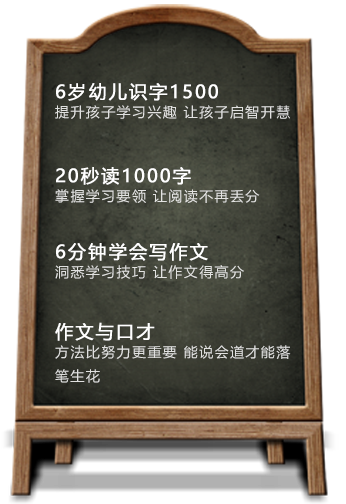 6岁幼儿识字1500
提升孩子学习兴趣 让孩子启智开慧
20秒读1000字
掌握学习要领 让阅读不再丢分
6分钟学会写作文
洞悉学习技巧 让作文得高分
作文与口才
方法比努力更重要 能说会道才能落
笔生花